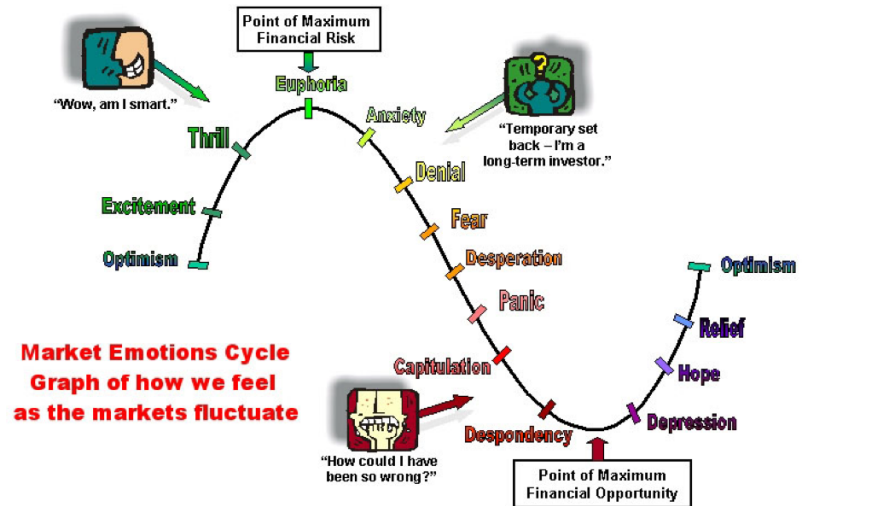 Point of Maximum
Financial Risk
Euphoria
"Wow, am I smart."
Anxiety
"Temporary set
back – I'm a
long-term investor."
Thrill
Denial
Excitement
Fear
Optimism
Desperation
Optimism
Panic
Relief
Market Emotions Cycle
Graph of how we feel
as the markets fluctuate
Capitulation
Hope
Depression
Despondency
"How could I have
been so wrong?"
Point of Maximum
Financial Opportunity